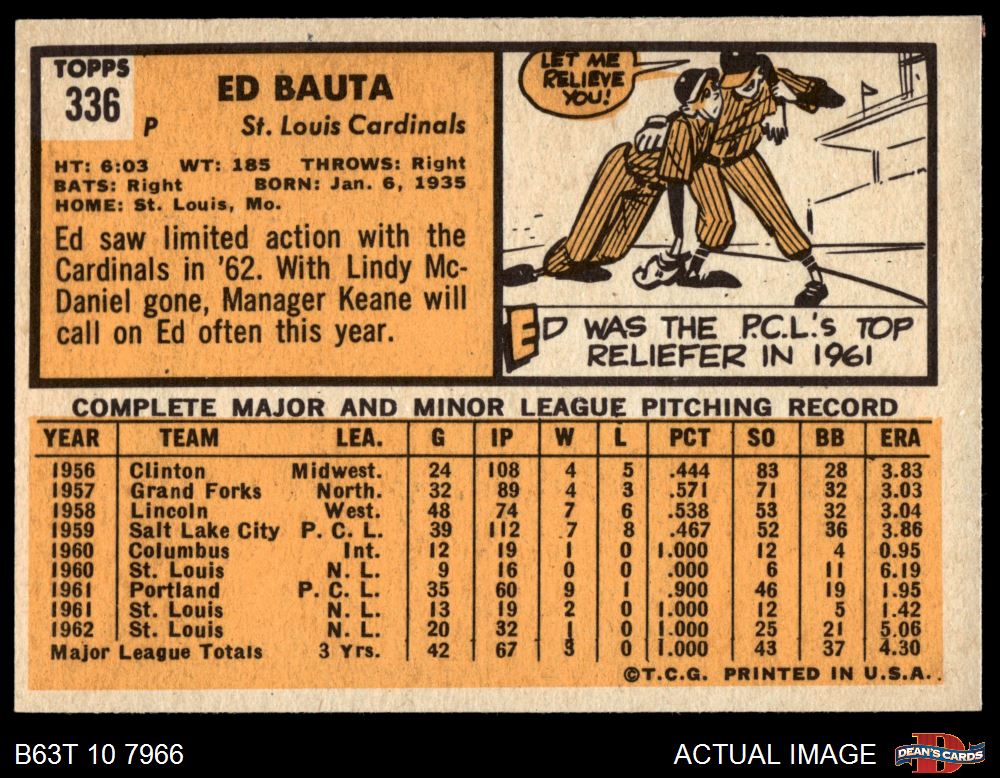 TOPPS
336
ED BAUTA
P St. Louis Cardinals
HT: 6:03 WT: 185 THROWS: Right
BATS: Right BORN: Jan. 6, 1935
HOME: St. Louis, Mo.
Ed saw limited action with the
Cardinals in '62. With Lindy Mc-
Daniel gone, Manager Keane will
call on Ed often this year.
LET ME
RELIEVE
YOU!
ED WAS THE P.C.L.'S TOP
RELIEFER IN 1961
COMPLETE MAJOR AND MINOR LEAGUE PITCHING RECORD
YEAR TEAM LEA. G IP W L PCT SO BB ERA
1956 Clinton Midwest. 24 108 4 5 .444 83 28 3.83
1957 Grand Forks North. 32 89 4 3 .571 71 32 3.03
1958 Lincoln West. 48 74 7 6 .538 53 32 3.04
1959 Salt Lake City P. C. L. 39 112 7 8 .467 52 36 3.86
1960 Columbus Int. 12 19 1 0 1.000 12 4 0.95
1960 St. Louis N. L. 9 16 0 0 .000 6 11 6.19
1961 Portland P. C. L. 35 60 9 1 .900 46 19 1.95
1961 St. Louis N. L. 13 19 2 0 1.000 12 5 1.42
1962 St. Louis N. L. 20 32 1 0 1.000 25 21 5.06
Major League Totals 3 Yrs. 42 67 3 0 1.000 43 37 4.30
©T.C.G. PRINTED IN U.S.A.
B63T 10 7966 ACTUAL IMAGE DEAN'S CARDS